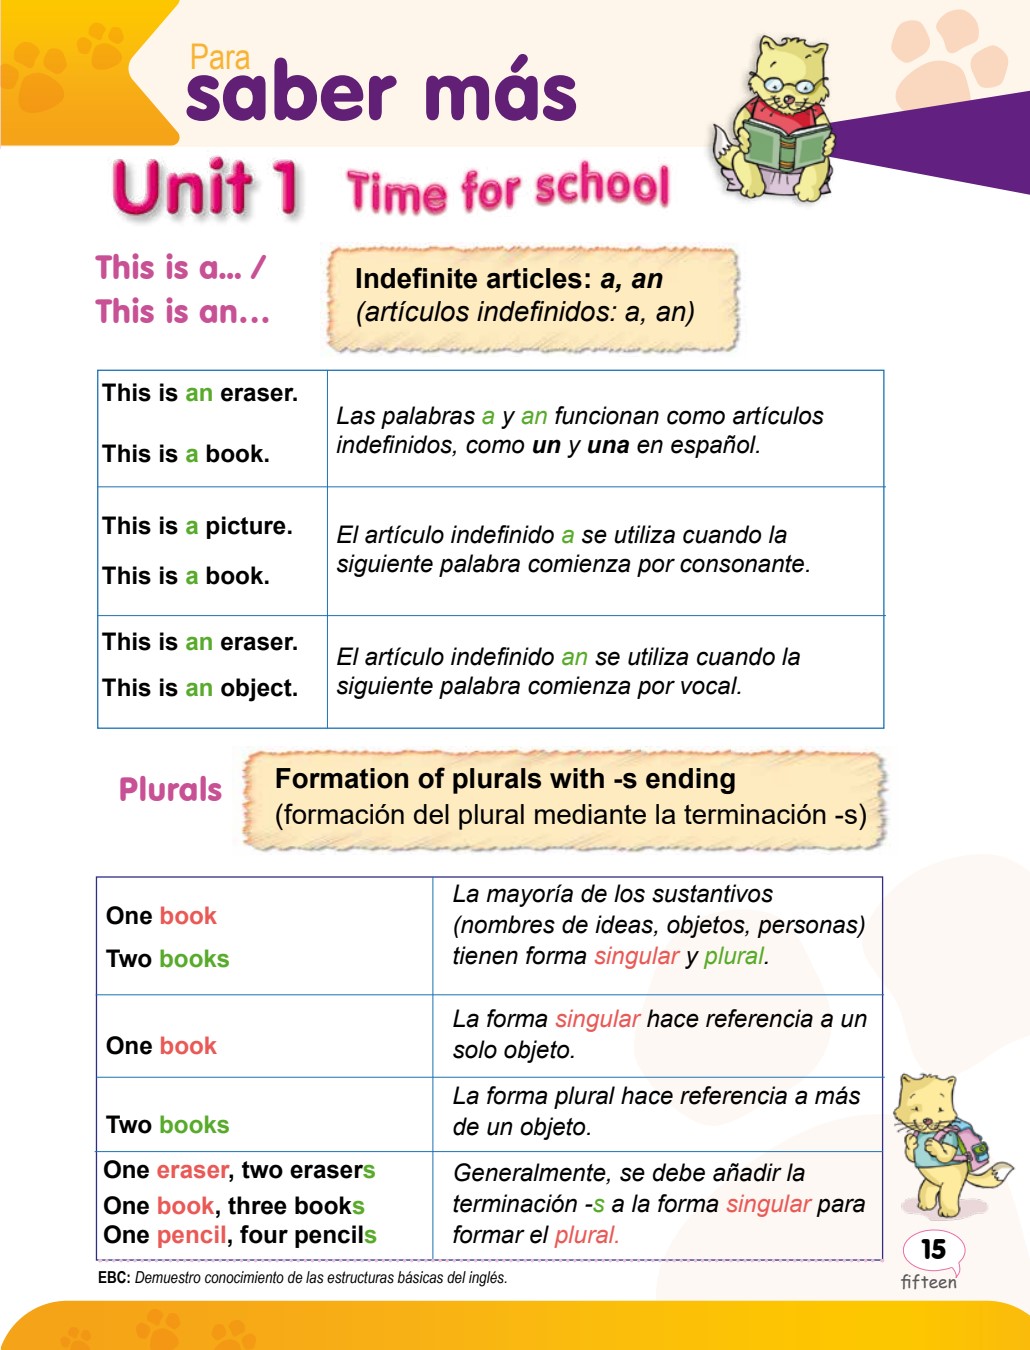 Para
saber más
Unit 1 Time for school
This is a... /
This is an...
Indefinite articles: a, an
(artículos indefinidos: a, an)
This is an eraser.
This is a book.
Las palabras a y an funcionan como artículos
indefinidos, como un y una en español.
This is a picture.
This is a book.
El artículo indefinido a se utiliza cuando la
siguiente palabra comienza por consonante.
This is an eraser.
This is an object.
El artículo indefinido an se utiliza cuando la
siguiente palabra comienza por vocal.
Plurals
Formation of plurals with -s ending
(formación del plural mediante la terminación -s)
One book
Two books
La mayoría de los sustantivos
(nombres de ideas, objetos, personas)
tienen forma singular y plural.
One book
La forma singular hace referencia a un
solo objeto.
Two books
La forma plural hace referencia a más
de un objeto.
One eraser, two erasers
One book, three books
One pencil, four pencils
Generalmente, se debe añadir la
terminación -s a la forma singular para
formar el plural.
15
fifteen
EBC: Demuestro conocimiento de las estructuras básicas del inglés.